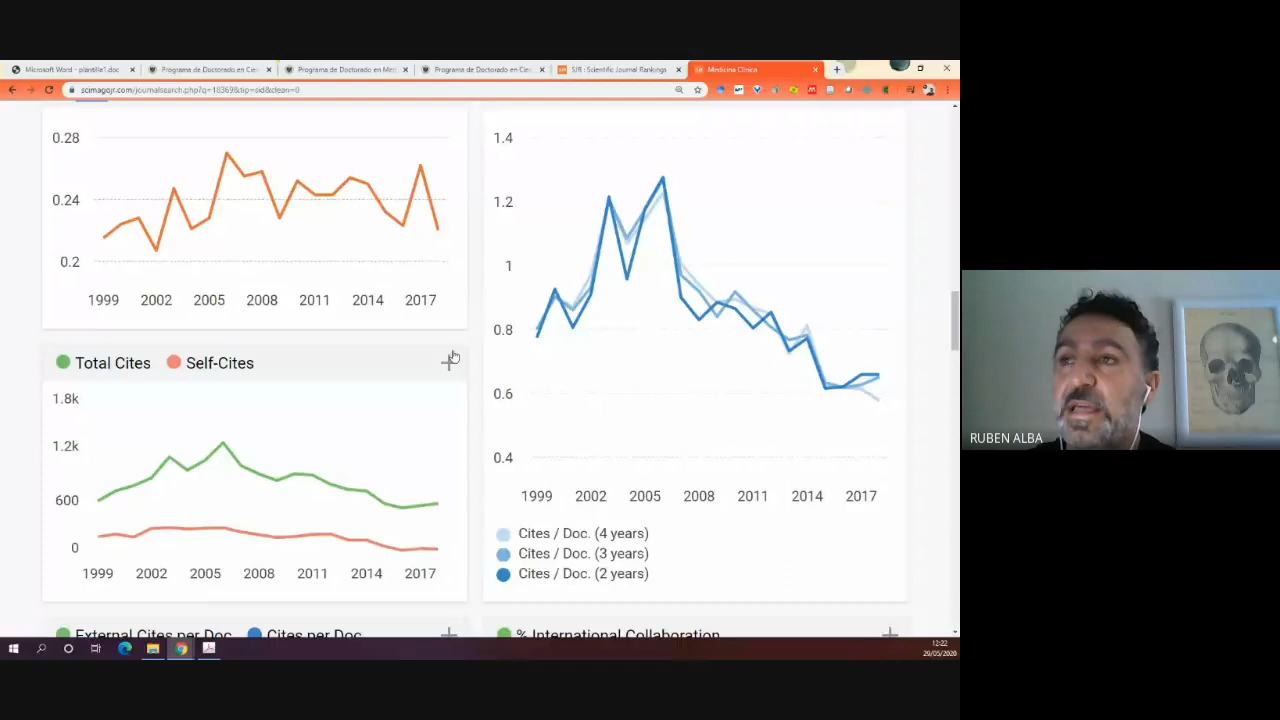 Microsoft Word - plantilla1.doc
Programa de Doctorado en Cie
Programa de Doctorado en Me
Programa de Doctorado en Cie
SJR : Scientific Journal Rankings
Medicina Clinica
scimagojr.com/journalsearch.php?q=18369&tip=sid&clean=0
0.28
0.24
0.2
1999 2002 2005 2008 2011 2014 2017
Total Cites Self-Cites
1.8k
1.2k
600
0
1999 2002 2005 2008 2011 2014 2017
1.4
1.2
1
0.8
0.6
0.4
1999 2002 2005 2008 2011 2014 2017
Cites / Doc. (4 years)
Cites / Doc. (3 years)
Cites / Doc. (2 years)
External Cites per Doc Cites per Doc
% International Collaboration
12:22
29/05/2020
RUBEN ALBA